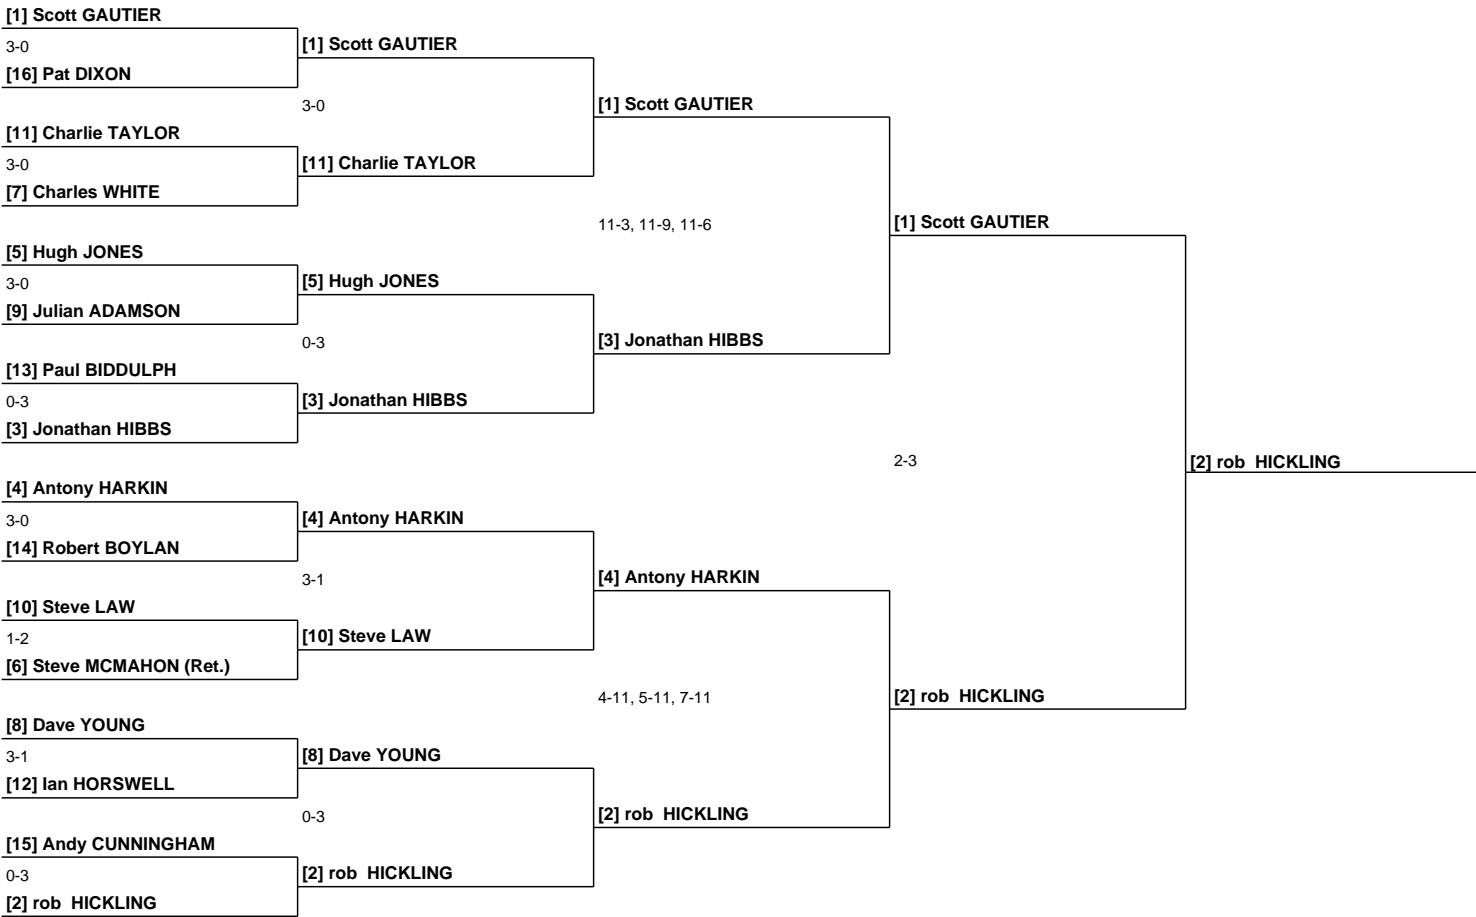 [1] Scott GAUTIER
3-0
[16] Pat DIXON
[11] Charlie TAYLOR
3-0
[7] Charles WHITE
[5] Hugh JONES
3-0
[9] Julian ADAMSON
[13] Paul BIDDULPH
0-3
[3] Jonathan HIBBS
[4] Antony HARKIN
3-0
[14] Robert BOYLAN
[10] Steve LAW
1-2
[6] Steve MCMAHON (Ret.)
[8] Dave YOUNG
3-1
[12] Ian HORSWELL
[15] Andy CUNNINGHAM
0-3
[2] rob  HICKLING
[1] Scott GAUTIER
3-0
[11] Charlie TAYLOR
[5] Hugh JONES
0-3
[3] Jonathan HIBBS
[4] Antony HARKIN
3-1
[10] Steve LAW
[8] Dave YOUNG
0-3
[2] rob  HICKLING
[1] Scott GAUTIER
11-3, 11-9, 11-6
[3] Jonathan HIBBS
[4] Antony HARKIN
4-11, 5-11, 7-11
[2] rob  HICKLING
[1] Scott GAUTIER
2-3
[2] rob  HICKLING
[2] rob  HICKLING